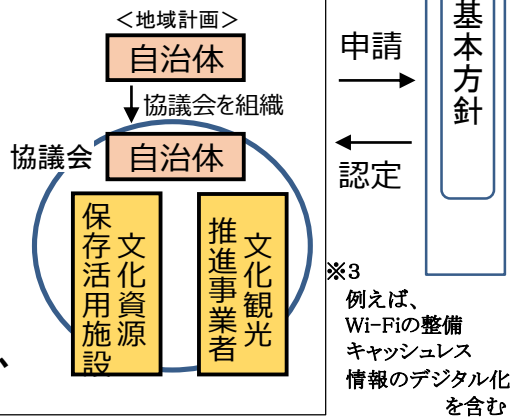 ＜地域計画＞
自治体
協議会を組織
協議会
自治体
文化資源
保存活用施設
文化観光
推進事業者
、
申請
認定
基本方針
※3
例えば、
Wi-Fiの整備
キャッシュレス
情報のデジタル化
を含む